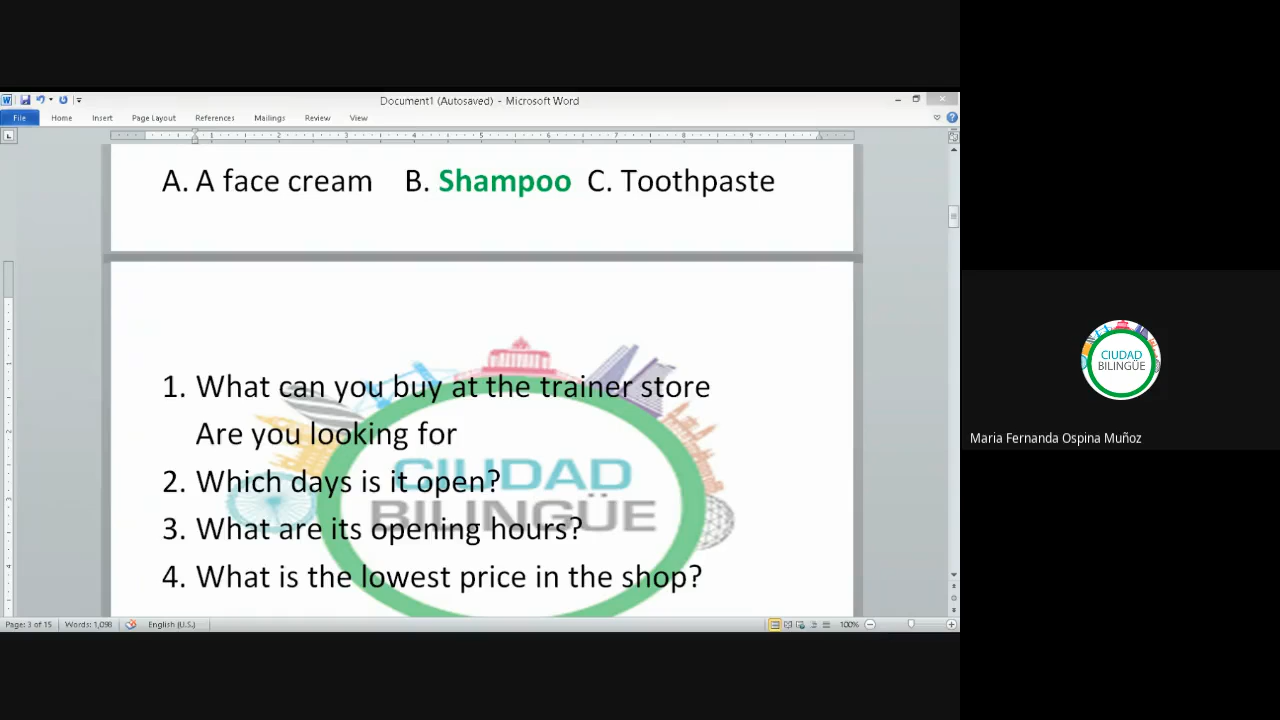 Document1 (Autosaved) - Microsoft Word
File Home Insert Page Layout References Mailings Review View
A. A face cream B. Shampoo C. Toothpaste
1. What can you buy at the trainer store
Are you looking for
2. Which days is it open?
3. What are its opening hours?
4. What is the lowest price in the shop?
CIUDAD
BILINGÜE
Page: 3 of 15 Words: 1,098 English (U.S.) 100%
CIUDAD
BILINGÜE
Maria Fernanda Ospina Muñoz